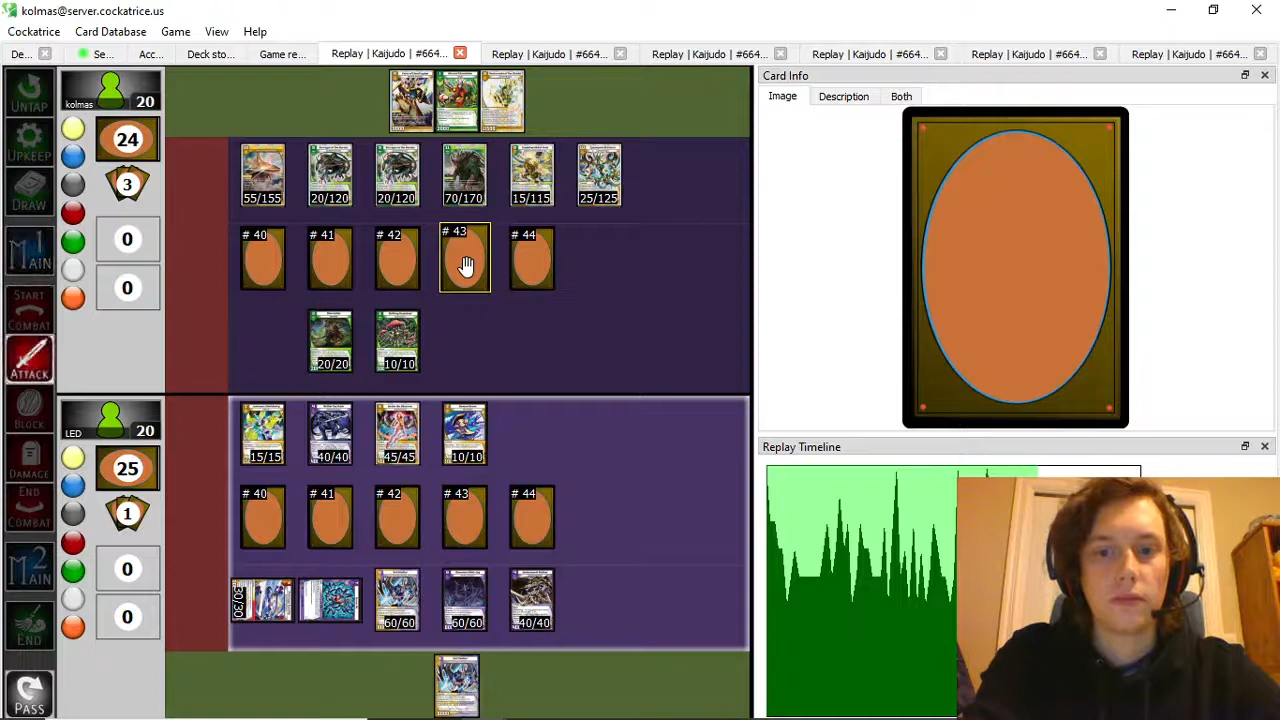 kolmas@server.cockatrice.us
Cockatrice Card Database Game View Help
De... Se... Acc... Deck sto... Game re... Replay | Kaijudo | #664... Replay | Kaijudo | #664... Replay | Kaijudo | #664... Replay | Kaijudo | #664... Replay | Kaijudo | #664... Replay | Kaijudo | #664...
Card Info
Image Description Both
UNTAP
UPKEEP
DRAW
MAIN 1
START COMBAT
ATTACK
BLOCK
DAMAGE
END COMBAT
MAIN 2
END
PASS
kolmas 20
24
3
0
0
55/155 20/120 20/120 70/170 15/115 25/125
# 40 # 41 # 42 # 43 # 44
20/20 10/10
LED 20
25
1
0
0
15/15 40/40 45/45 10/10
# 40 # 41 # 42 # 43 # 44
30/30 60/60 60/60 40/40
Replay Timeline